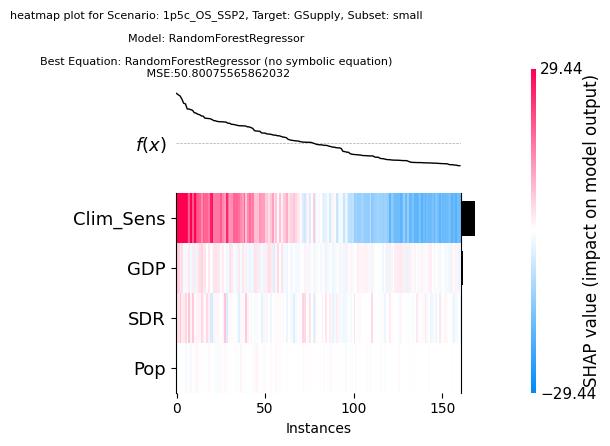 heatmap plot for Scenario: 1p5c_OS_SSP2, Target: GSupply, Subset: small
Model: RandomForestRegressor
Best Equation: RandomForestRegressor (no symbolic equation)
MSE:50.80075565862032
29.44
f(x)
Clim_Sens
GDP
SDR
Pop
SHAP value (impact on model output)
−29.44
0
50
100
150
Instances